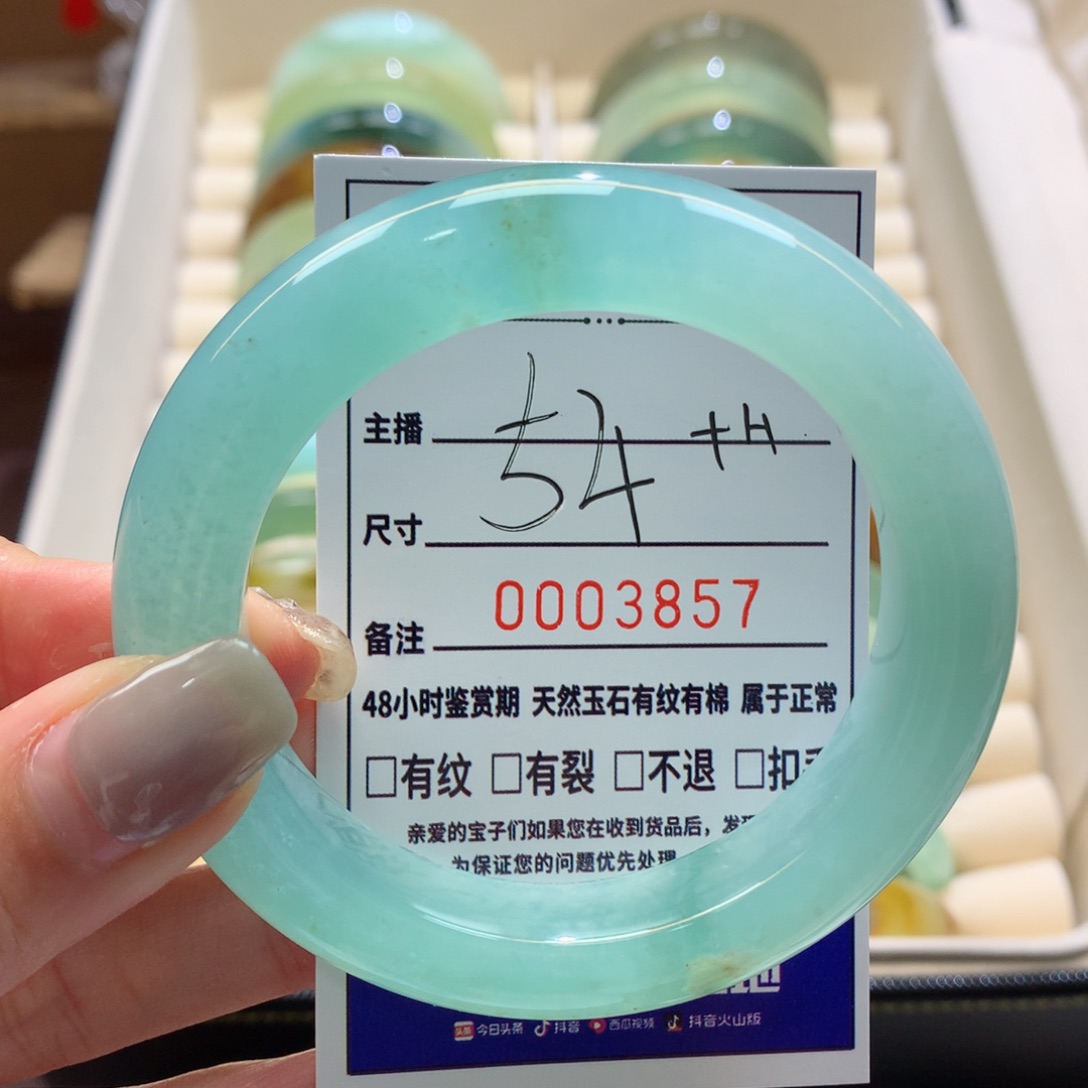 主播
54 +H
尺寸
0003857
备注
48小时鉴赏期 天然玉石有纹有棉 属于正常
□有纹 □有裂 □不退 □扣
亲爱的宝子们如果您在收到货品后，发
为保证您的问题优先处理
今日头条 抖音 西瓜视频 抖音火山版